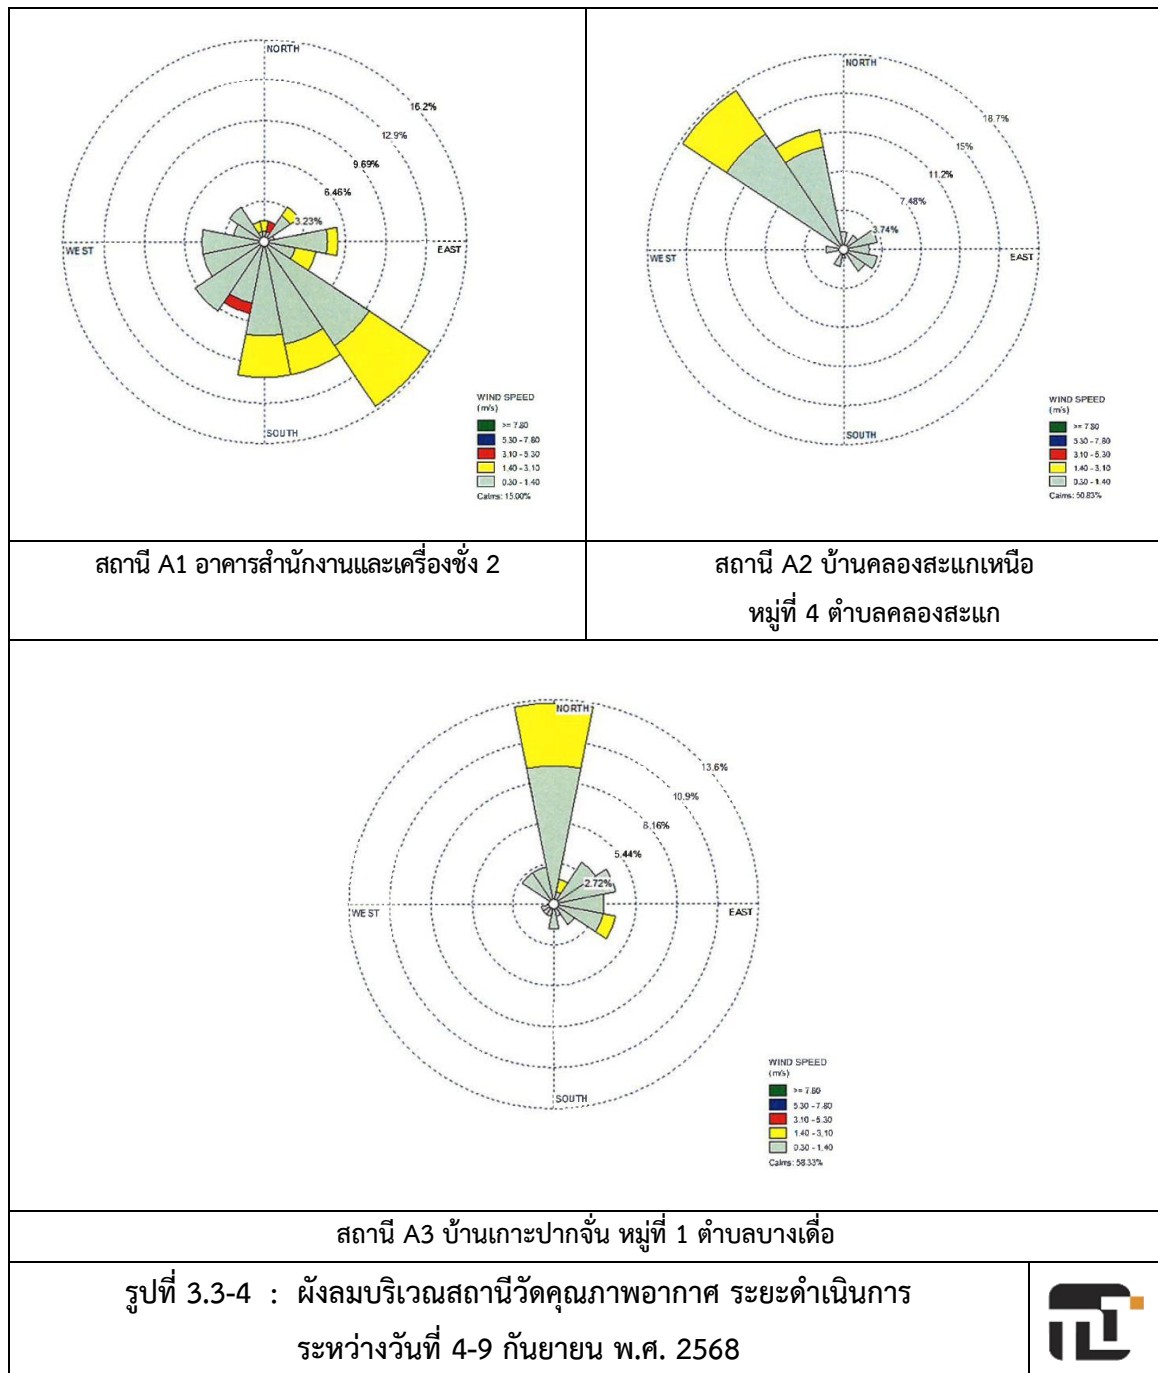 NORTH
16.2%
12.9%
9.69%
6.46%
3.23%
WEST
EAST
SOUTH
WIND SPEED
(m/s)
>= 7.80
5.30 - 7.80
3.10 - 5.30
1.40 - 3.10
0.30 - 1.40
Calms: 15.00%
NORTH
18.7%
15%
11.2%
7.48%
3.74%
WEST
EAST
SOUTH
WIND SPEED
(m/s)
>= 7.80
5.30 - 7.80
3.10 - 5.30
1.40 - 3.10
0.30 - 1.40
Calms: 50.83%
สถานี A1 อาคารสำนักงานและเครื่องชั่ง 2
สถานี A2 บ้านคลองสะแกเหนือ
หมู่ที่ 4 ตำบลคลองสะแก
NORTH
13.6%
10.9%
8.16%
5.44%
2.72%
WEST
EAST
SOUTH
WIND SPEED
(m/s)
>= 7.80
5.30 - 7.80
3.10 - 5.30
1.40 - 3.10
0.30 - 1.40
Calms: 58.33%
สถานี A3 บ้านเกาะปากจั่น หมู่ที่ 1 ตำบลบางเดื่อ
รูปที่ 3.3-4 : ผังลมบริเวณสถานีวัดคุณภาพอากาศ ระยะดำเนินการ
ระหว่างวันที่ 4-9 กันยายน พ.ศ. 2568